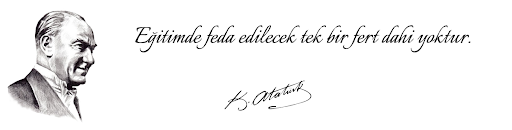 Eğitimde feda edilecek tek bir fert dahi yoktur.
K. Atatürk